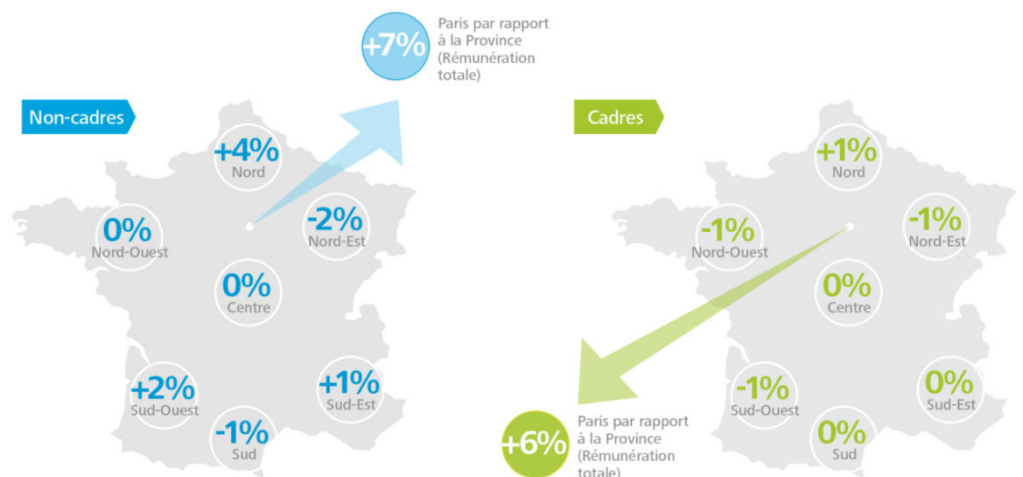 +7%
Paris par rapport
à la Province
(Rémunération
totale)
Non-cadres
+4%
Nord
0%
Nord-Ouest
-2%
Nord-Est
0%
Centre
+2%
Sud-Ouest
+1%
Sud-Est
-1%
Sud
Cadres
+1%
Nord
-1%
Nord-Ouest
-1%
Nord-Est
0%
Centre
-1%
Sud-Ouest
0%
Sud-Est
0%
Sud
+6%
Paris par rapport
à la Province
(Rémunération
totale)